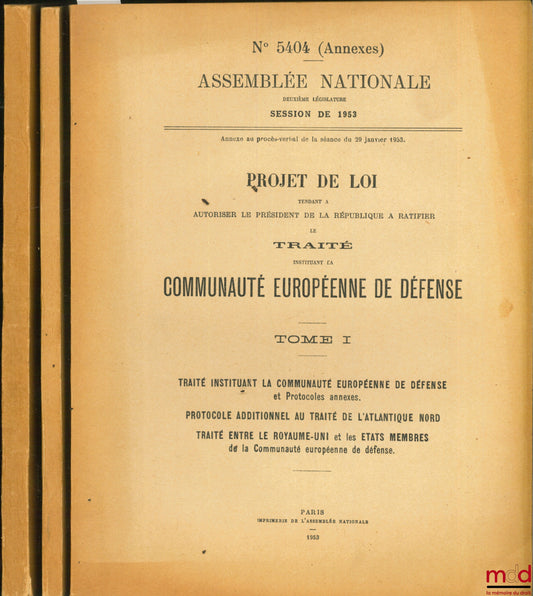 N° 5404 (Annexes)
ASSEMBLÉE NATIONALE
DEUXIÈME LÉGISLATURE
SESSION DE 1953
Annexe au procès-verbal de la séance du 29 janvier 1953.
PROJET DE LOI
TENDANT A
AUTORISER LE PRÉSIDENT DE LA RÉPUBLIQUE A RATIFIER
LE
TRAITÉ
INSTITUANT LA
COMMUNAUTÉ EUROPÉENNE DE DÉFENSE
TOME I
TRAITÉ INSTITUANT LA COMMUNAUTÉ EUROPÉENNE DE DÉFENSE
et Protocoles annexes.
PROTOCOLE ADDITIONNEL AU TRAITÉ DE L'ATLANTIQUE NORD
TRAITÉ ENTRE LE ROYAUME-UNI et les ETATS MEMBRES
de la Communauté européenne de défense.
PARIS
IMPRIMERIE DE L'ASSEMBLÉE NATIONALE
1953
mdd
la mémoire du droit